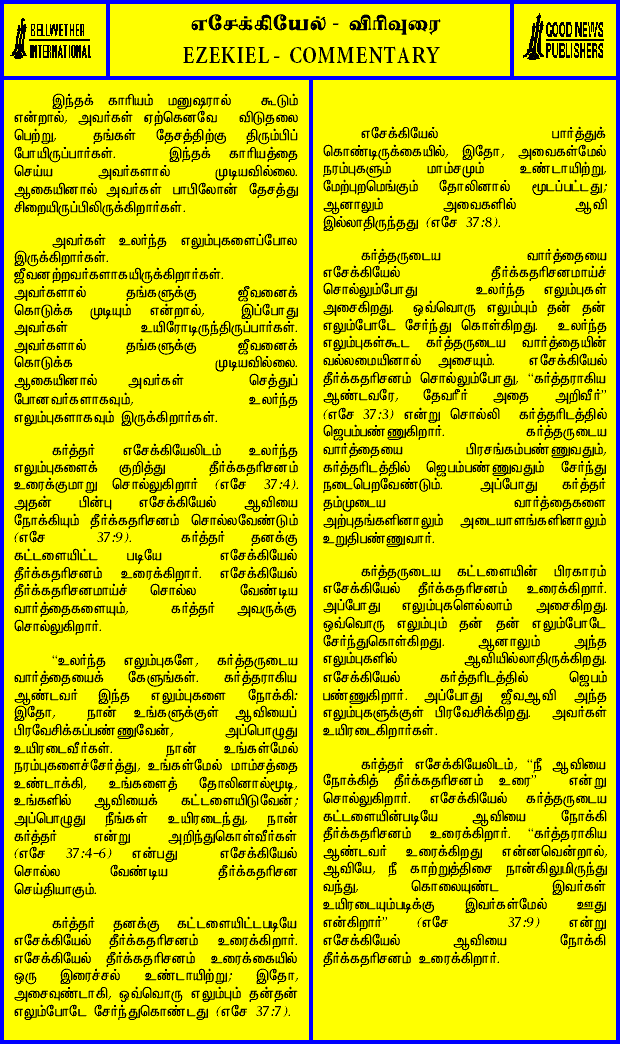 BELLWETHER
INTERNATIONAL
எசேக்கியேல் - விரிவுரை
EZEKIEL - COMMENTARY
GOOD NEWS
PUBLISHERS
இந்தக் காரியம் மனுஷரால் கூடும்
என்றால், அவர்கள் ஏற்கெனவே விடுதலை
பெற்று, தங்கள் தேசத்திற்கு திரும்பிப்
போயிருப்பார்கள். இந்தக் காரியத்தை
செய்ய அவர்களால் முடியவில்லை.
ஆகையினால் அவர்கள் பாபிலோன் தேசத்து
சிறையிருப்பிலிருக்கிறார்கள்.
அவர்கள் உலர்ந்த எலும்புகளைப்போல
இருக்கிறார்கள்.
ஜீவனற்றவர்களாகயிருக்கிறார்கள்.
அவர்களால் தங்களுக்கு ஜீவனைக்
கொடுக்க முடியும் என்றால், இப்போது
அவர்கள் உயிரோடிருந்திருப்பார்கள்.
அவர்களால் தங்களுக்கு ஜீவனைக்
கொடுக்க முடியவில்லை.
ஆகையினால் அவர்கள் செத்துப்
போனவர்களாகவும், உலர்ந்த
எலும்புகளாகவும் இருக்கிறார்கள்.
கர்த்தர் எசேக்கியேலிடம் உலர்ந்த
எலும்புகளைக் குறித்து தீர்க்கதரிசனம்
உரைக்குமாறு சொல்லுகிறார் (எசே 37:4).
அதன் பின்பு எசேக்கியேல் ஆவியை
நோக்கியும் தீர்க்கதரிசனம் சொல்லவேண்டும்
(எசே 37:9). கர்த்தர் தனக்கு
கட்டளையிட்ட படியே எசேக்கியேல்
தீர்க்கதரிசனம் உரைக்கிறார். எசேக்கியேல்
தீர்க்கதரிசனமாய்ச் சொல்ல வேண்டிய
வார்த்தைகளையும், கர்த்தர் அவருக்கு
சொல்லுகிறார்.
“உலர்ந்த எலும்புகளே, கர்த்தருடைய
வார்த்தையைக் கேளுங்கள். கர்த்தராகிய
ஆண்டவர் இந்த எலும்புகளை நோக்கி:
இதோ, நான் உங்களுக்குள் ஆவியைப்
பிரவேசிக்கப்பண்ணுவேன், அப்பொழுது
உயிரடைவீர்கள். நான் உங்கள்மேல்
நரம்புகளைச்சேர்த்து, உங்கள்மேல் மாம்சத்தை
உண்டாக்கி, உங்களைத் தோலினால்மூடி,
உங்களில் ஆவியைக் கட்டளையிடுவேன்;
அப்பொழுது நீங்கள் உயிரடைந்து, நான்
கர்த்தர் என்று அறிந்துகொள்வீர்கள்
(எசே 37:4-6) என்பது எசேக்கியேல்
சொல்ல வேண்டிய தீர்க்கதரிசன
செய்தியாகும்.
கர்த்தர் தனக்கு கட்டளையிட்டபடியே
எசேக்கியேல் தீர்க்கதரிசனம் உரைக்கிறார்.
எசேக்கியேல் தீர்க்கதரிசனம் உரைக்கையில்
ஒரு இரைச்சல் உண்டாயிற்று; இதோ,
அசைவுண்டாகி, ஒவ்வொரு எலும்பும் தன்தன்
எலும்போடே சேர்ந்துகொண்டது (எசே 37:7).
எசேக்கியேல் பார்த்துக்
கொண்டிருக்கையில், இதோ, அவைகள்மேல்
நரம்புகளும் மாம்சமும் உண்டாயிற்று,
மேற்புறமெங்கும் தோலினால் மூடப்பட்டது;
ஆனாலும் அவைகளில் ஆவி
இல்லாதிருந்தது (எசே 37:8).
கர்த்தருடைய வார்த்தையை
எசேக்கியேல் தீர்க்கதரிசனமாய்ச்
சொல்லும்போது உலர்ந்த எலும்புகள்
அசைகிறது. ஒவ்வொரு எலும்பும் தன் தன்
எலும்போடே சேர்ந்து கொள்கிறது. உலர்ந்த
எலும்புகள்கூட கர்த்தருடைய வார்த்தையின்
வல்லமையினால் அசையும். எசேக்கியேல்
தீர்க்கதரிசனம் சொல்லும்போது, “கர்த்தராகிய
ஆண்டவரே, தேவரீர் அதை அறிவீர்”
(எசே 37:3) என்று சொல்லி கர்த்தரிடத்தில்
ஜெபம்பண்ணுகிறார். கர்த்தருடைய
வார்த்தையை பிரசங்கம்பண்ணுவதும்,
கர்த்தரிடத்தில் ஜெபம்பண்ணுவதும் சேர்ந்து
நடைபெறவேண்டும். அப்போது கர்த்தர்
தம்முடைய வார்த்தைகளை
அற்புதங்களினாலும் அடையாளங்களினாலும்
உறுதிபண்ணுவார்.
கர்த்தருடைய கட்டளையின் பிரகாரம்
எசேக்கியேல் தீர்க்கதரிசனம் உரைக்கிறார்.
அப்போது எலும்புகளெல்லாம் அசைகிறது.
ஒவ்வொரு எலும்பும் தன் தன் எலும்போடே
சேர்ந்துகொள்கிறது. ஆனாலும் அந்த
எலும்புகளில் ஆவியில்லாதிருக்கிறது.
எசேக்கியேல் கர்த்தரிடத்தில் ஜெபம்
பண்ணுகிறார். அப்போது ஜீவஆவி அந்த
எலும்புகளுக்குள் பிரவேசிக்கிறது. அவர்கள்
உயிரடைகிறார்கள்.
கர்த்தர் எசேக்கியேலிடம், “நீ ஆவியை
நோக்கித் தீர்க்கதரிசனம் உரை” என்று
சொல்லுகிறார். எசேக்கியேல் கர்த்தருடைய
கட்டளையின்படியே ஆவியை நோக்கி
தீர்க்கதரிசனம் உரைக்கிறார். “கர்த்தராகிய
ஆண்டவர் உரைக்கிறது என்னவென்றால்,
ஆவியே, நீ காற்றுத்திசை நான்கிலுமிருந்து
வந்து, கொலையுண்ட இவர்கள்
உயிரடையும்படிக்கு இவர்கள்மேல் ஊது
என்கிறார்” (எசே 37:9) என்று
எசேக்கியேல் ஆவியை நோக்கி
தீர்க்கதரிசனம் உரைக்கிறார்.